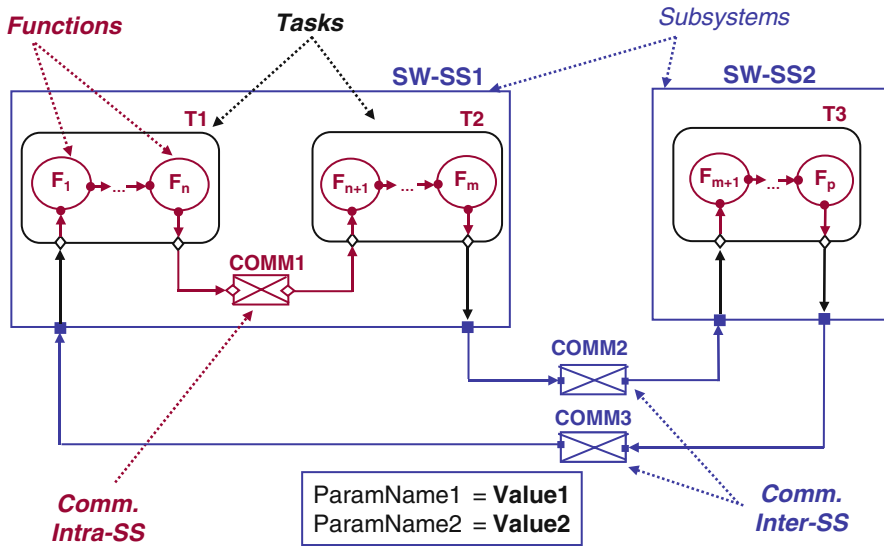 Functions
Tasks
Subsystems
SW-SS1
SW-SS2
T1
T2
T3
F1
...
Fn
Fn+1
...
Fm
Fm+1
...
Fp
COMM1
COMM2
COMM3
Comm.
Intra-SS
ParamName1 = Value1
ParamName2 = Value2
Comm.
Inter-SS